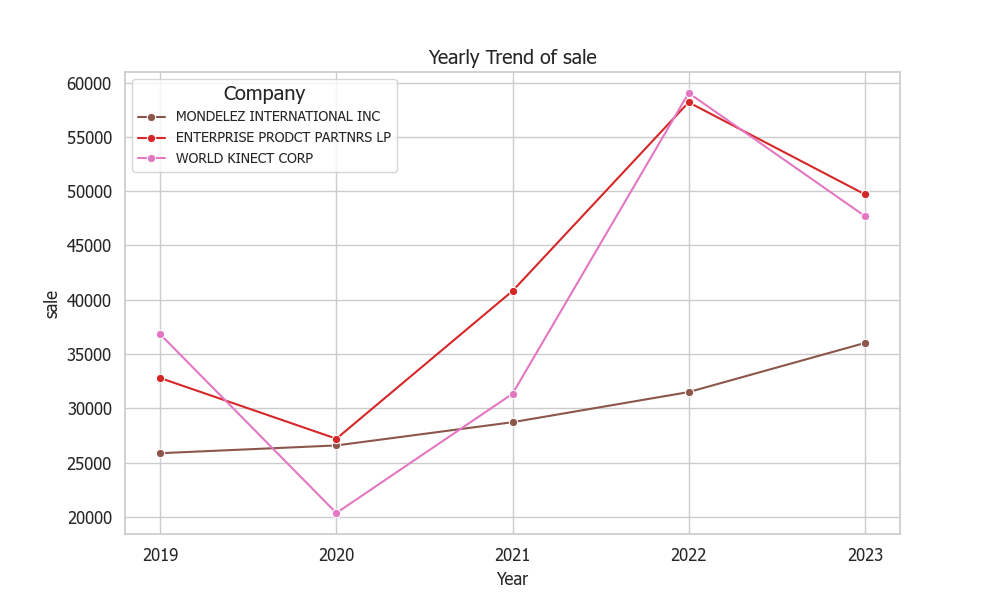 Yearly Trend of sale
Company
MONDELEZ INTERNATIONAL INC
ENTERPRISE PRODCT PARTNRS LP
WORLD KINECT CORP
60000
55000
50000
45000
40000
35000
30000
25000
20000
sale
2019 2020 2021 2022 2023
Year